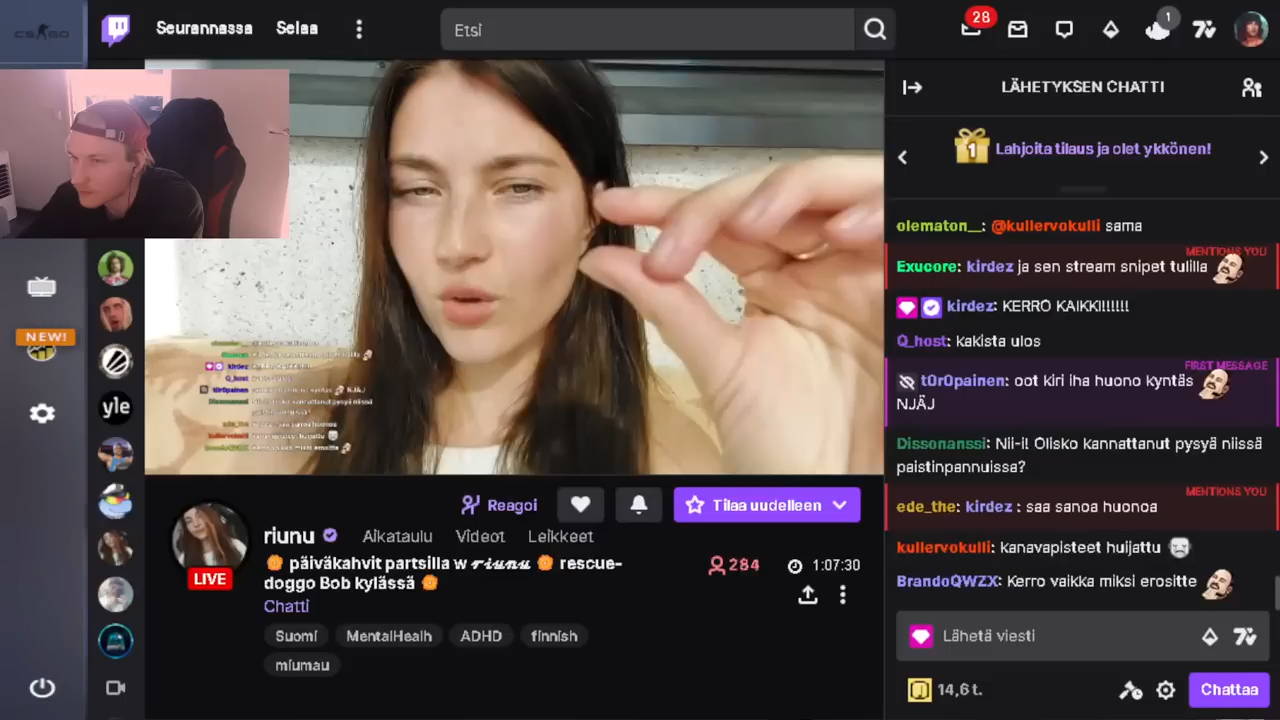 CS GO
Seurannassa
Selaa
Etsi
28
1
LÄHETYKSEN CHATTI
1
Lahjoita tilaus ja olet ykkönen!
olematon__: @kullervokulli sama
MENTIONS YOU
Exucore: kirdez ja sen stream snipet tulilla
kirdez: KERRO KAIKKI!!!!!!
Q_host: kakista ulos
FIRST MESSAGE
t0r0painen: oot kiri iha huono kyntäs
NJÄJ
Dissonanssi: Nii-i! Olisko kannattanut pysyä niissä
paistinpannuissa?
MENTIONS YOU
ede_the: kirdez : saa sanoa huonoa
kullervokulli: Kanavapisteet huijattu
BrandoQWZX: Kerro vaikka miksi erositte
Lähetä viesti
14,6 t.
Chattaa
NEW!
yle
Reagoi
Tilaa uudelleen
riunu
Aikataulu
Videot
Leikkeet
LIVE
päiväkahvit partsilla w 𝓻𝓲𝓾𝓷𝓾 rescue-
doggo Bob kylässä
284
1:07:30
Chatti
Suomi
MentalHealh
ADHD
finnish
miumau